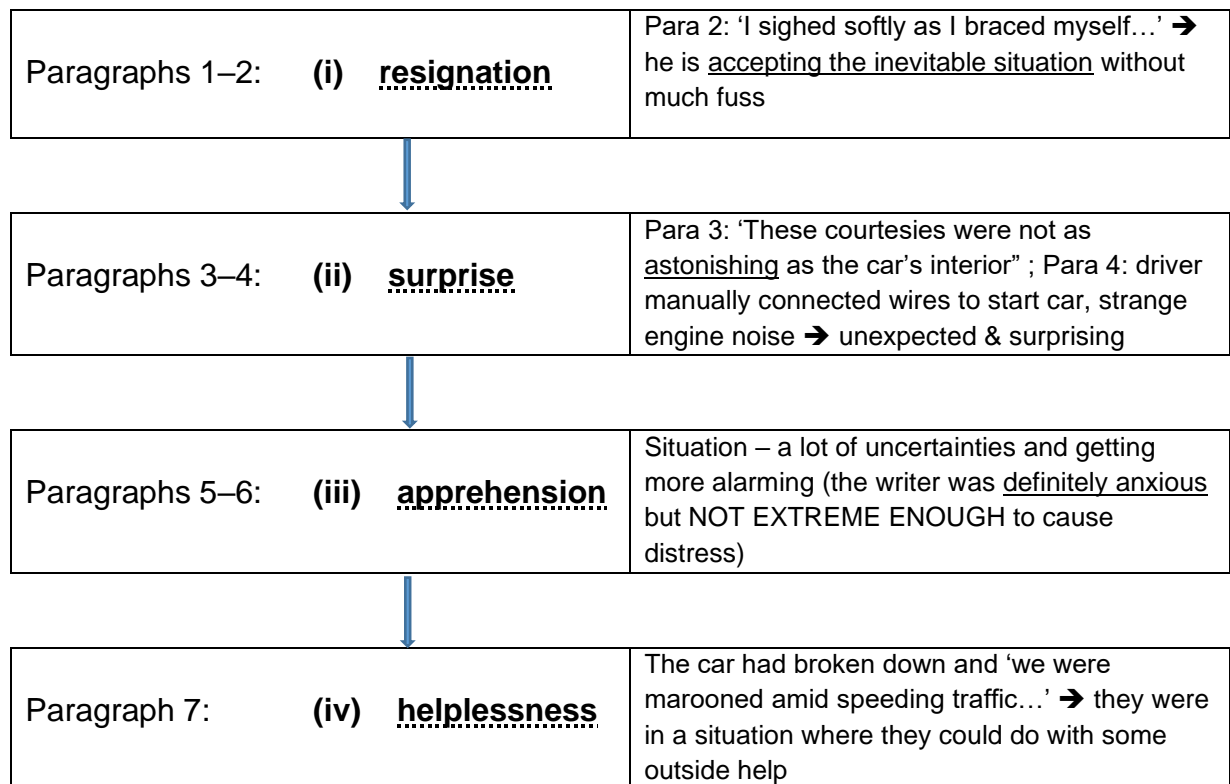 Paragraphs 1–2: (i) resignation
Para 2: ‘I sighed softly as I braced myself…’ ➔
he is accepting the inevitable situation without
much fuss
Paragraphs 3–4: (ii) surprise
Para 3: ‘These courtesies were not as
astonishing as the car’s interior” ; Para 4: driver
manually connected wires to start car, strange
engine noise ➔ unexpected & surprising
Paragraphs 5–6: (iii) apprehension
Situation – a lot of uncertainties and getting
more alarming (the writer was definitely anxious
but NOT EXTREME ENOUGH to cause
distress)
Paragraph 7: (iv) helplessness
The car had broken down and ‘we were
marooned amid speeding traffic…’ ➔ they were
in a situation where they could do with some
outside help